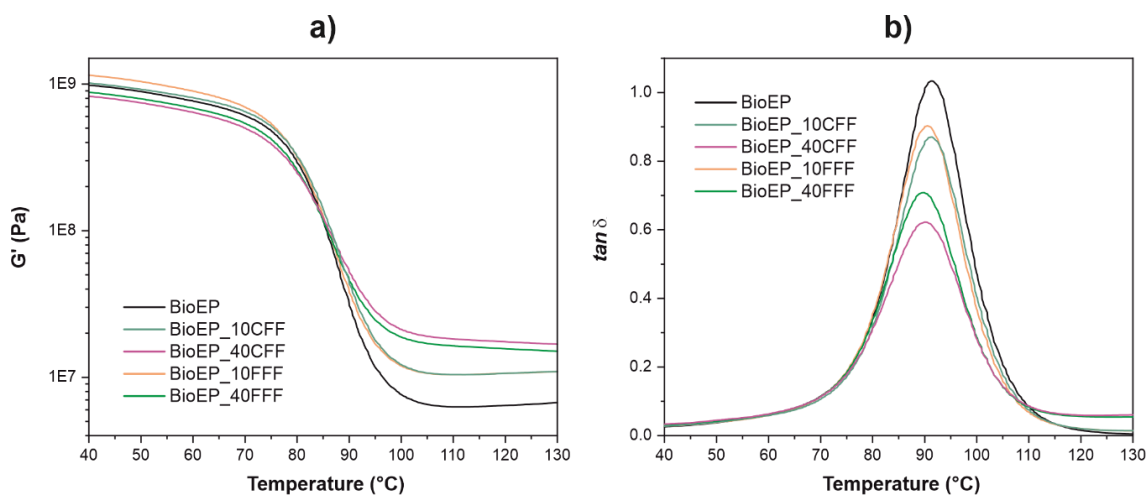 a)
1E9
1E8
1E7
G' (Pa)
BioEP
BioEP_10CFF
BioEP_40CFF
BioEP_10FFF
BioEP_40FFF
40 50 60 70 80 90 100 110 120 130
Temperature (°C)
b)
1.0
0.8
0.6
0.4
0.2
0.0
tan δ
BioEP
BioEP_10CFF
BioEP_40CFF
BioEP_10FFF
BioEP_40FFF
40 50 60 70 80 90 100 110 120 130
Temperature (°C)